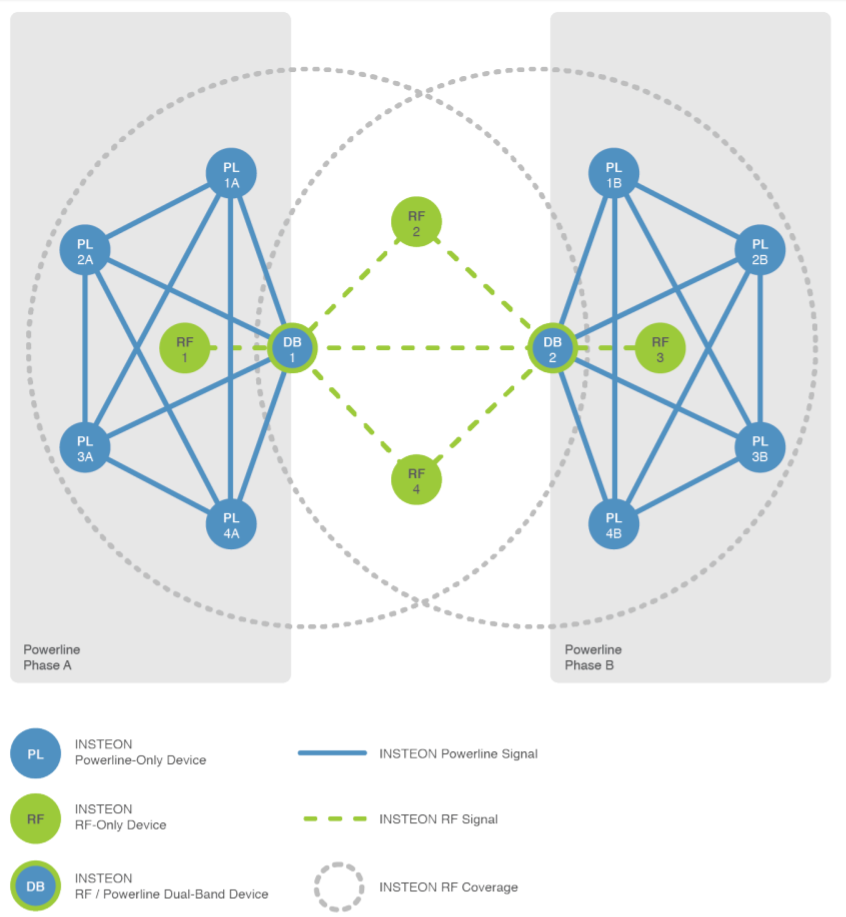 PL
1A
PL
1B
RF
2
PL
2A
PL
2B
RF
1
DB
1
DB
2
RF
3
PL
3A
PL
3B
RF
4
PL
4A
PL
4B
Powerline
Phase A
Powerline
Phase B
PL
INSTEON
Powerline-Only Device
INSTEON Powerline Signal
RF
INSTEON
RF-Only Device
INSTEON RF Signal
DB
INSTEON
RF / Powerline Dual-Band Device
INSTEON RF Coverage